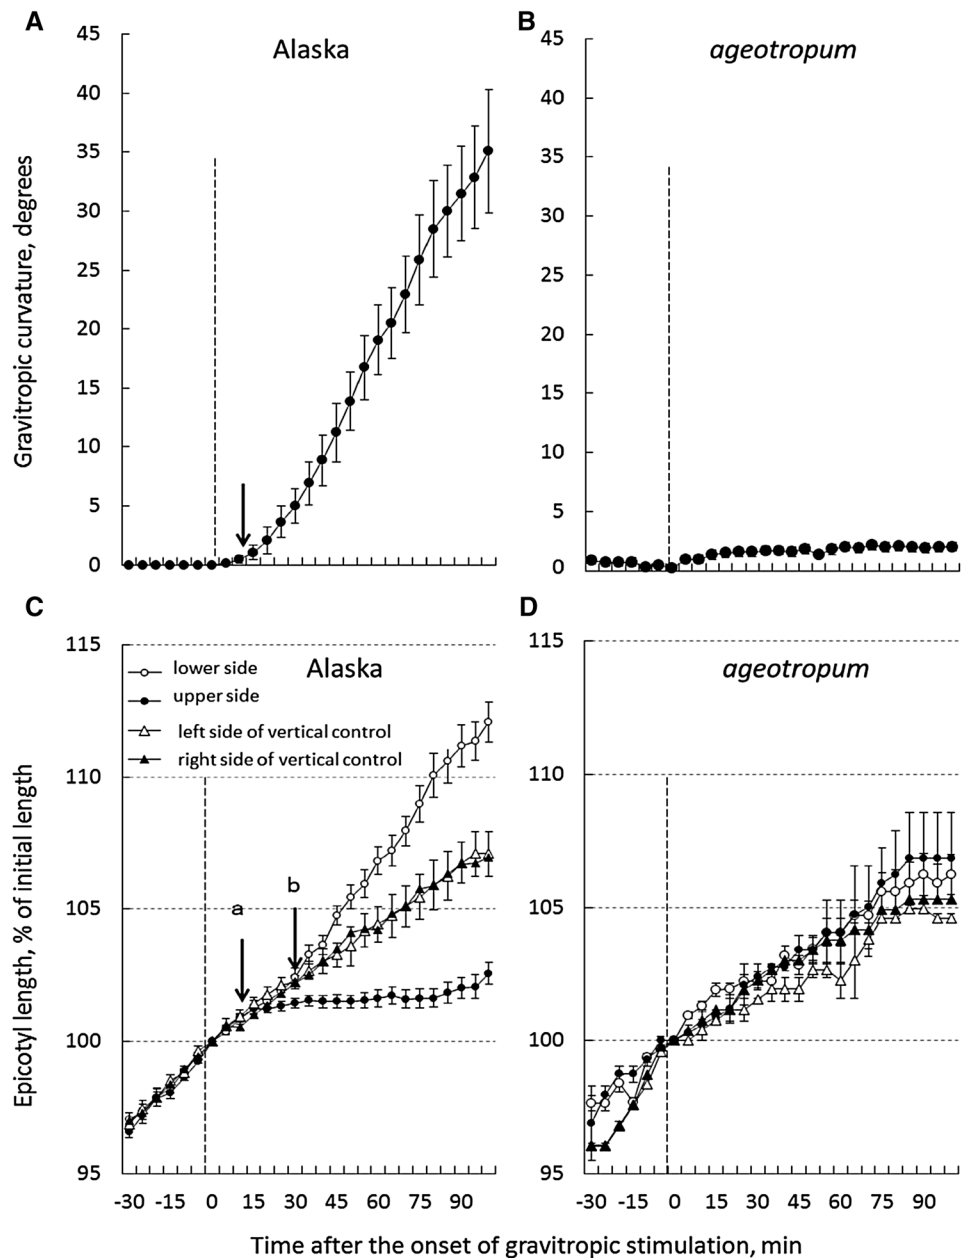 A
B
Alaska
ageotropum
Gravitropic curvature, degrees
45
40
35
30
25
20
15
10
5
0
45
40
35
30
25
20
15
10
5
0
C
D
Alaska
ageotropum
lower side
upper side
left side of vertical control
right side of vertical control
a
b
Epicotyl length, % of initial length
115
110
105
100
95
115
110
105
100
95
-30 -15 0 15 30 45 60 75 90
-30 -15 0 15 30 45 60 75 90
Time after the onset of gravitropic stimulation, min